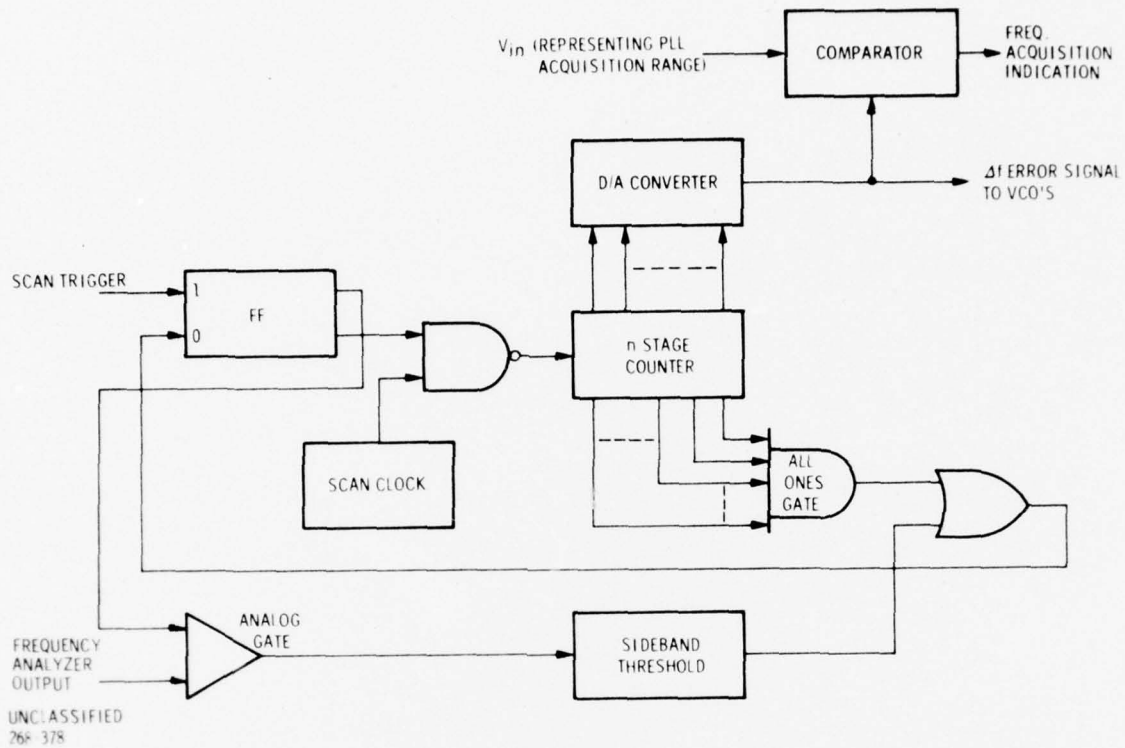 V_in (REPRESENTING PLL
ACQUISITION RANGE)
COMPARATOR
FREQ.
ACQUISITION
INDICATION
D/A CONVERTER
Δf ERROR SIGNAL
TO VCO'S
SCAN TRIGGER
1
FF
0
n STAGE
COUNTER
SCAN CLOCK
ALL
ONES
GATE
ANALOG
GATE
FREQUENCY
ANALYZER
OUTPUT
SIDEBAND
THRESHOLD
UNCLASSIFIED
268-378